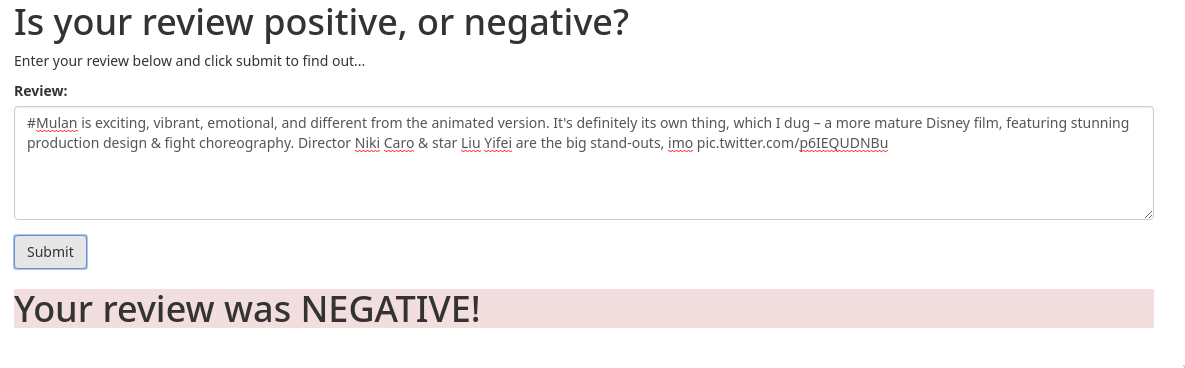 Is your review positive, or negative?
Enter your review below and click submit to find out...
Review:
#Mulan is exciting, vibrant, emotional, and different from the animated version. It's definitely its own thing, which I dug – a more mature Disney film, featuring stunning
production design & fight choreography. Director Niki Caro & star Liu Yifei are the big stand-outs, imo pic.twitter.com/p6IEQUDNBu
Submit
Your review was NEGATIVE!